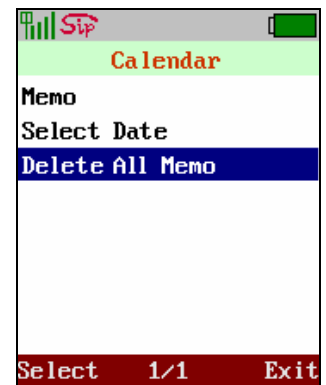 Sip
Calendar
Memo
Select Date
Delete All Memo
Select 1/1 Exit